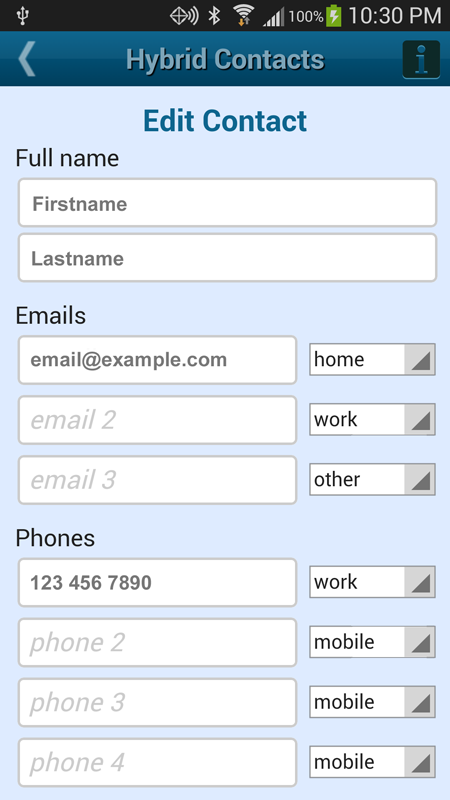 100% 10:30 PM
Hybrid Contacts i
Edit Contact
Full name
Firstname
Lastname
Emails
email@example.com home
email 2 work
email 3 other
Phones
123 456 7890 work
phone 2 mobile
phone 3 mobile
phone 4 mobile